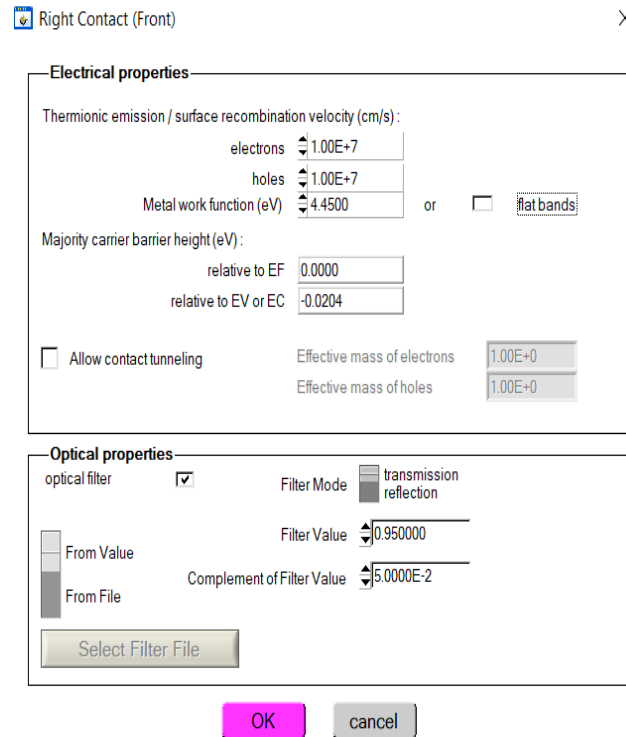 Right Contact (Front)
Electrical properties
Thermionic emission / surface recombination velocity (cm/s) :
electrons 1.00E+7
holes 1.00E+7
Metal work function (eV) 4.4500 or flat bands
Majority carrier barrier height (eV) :
relative to EF 0.0000
relative to EV or EC -0.0204
Allow contact tunneling Effective mass of electrons 1.00E+0
Effective mass of holes 1.00E+0
Optical properties
optical filter Filter Mode transmission
reflection
Filter Value 0.950000
From Value
Complement of Filter Value 5.0000E-2
From File
Select Filter File
OK cancel